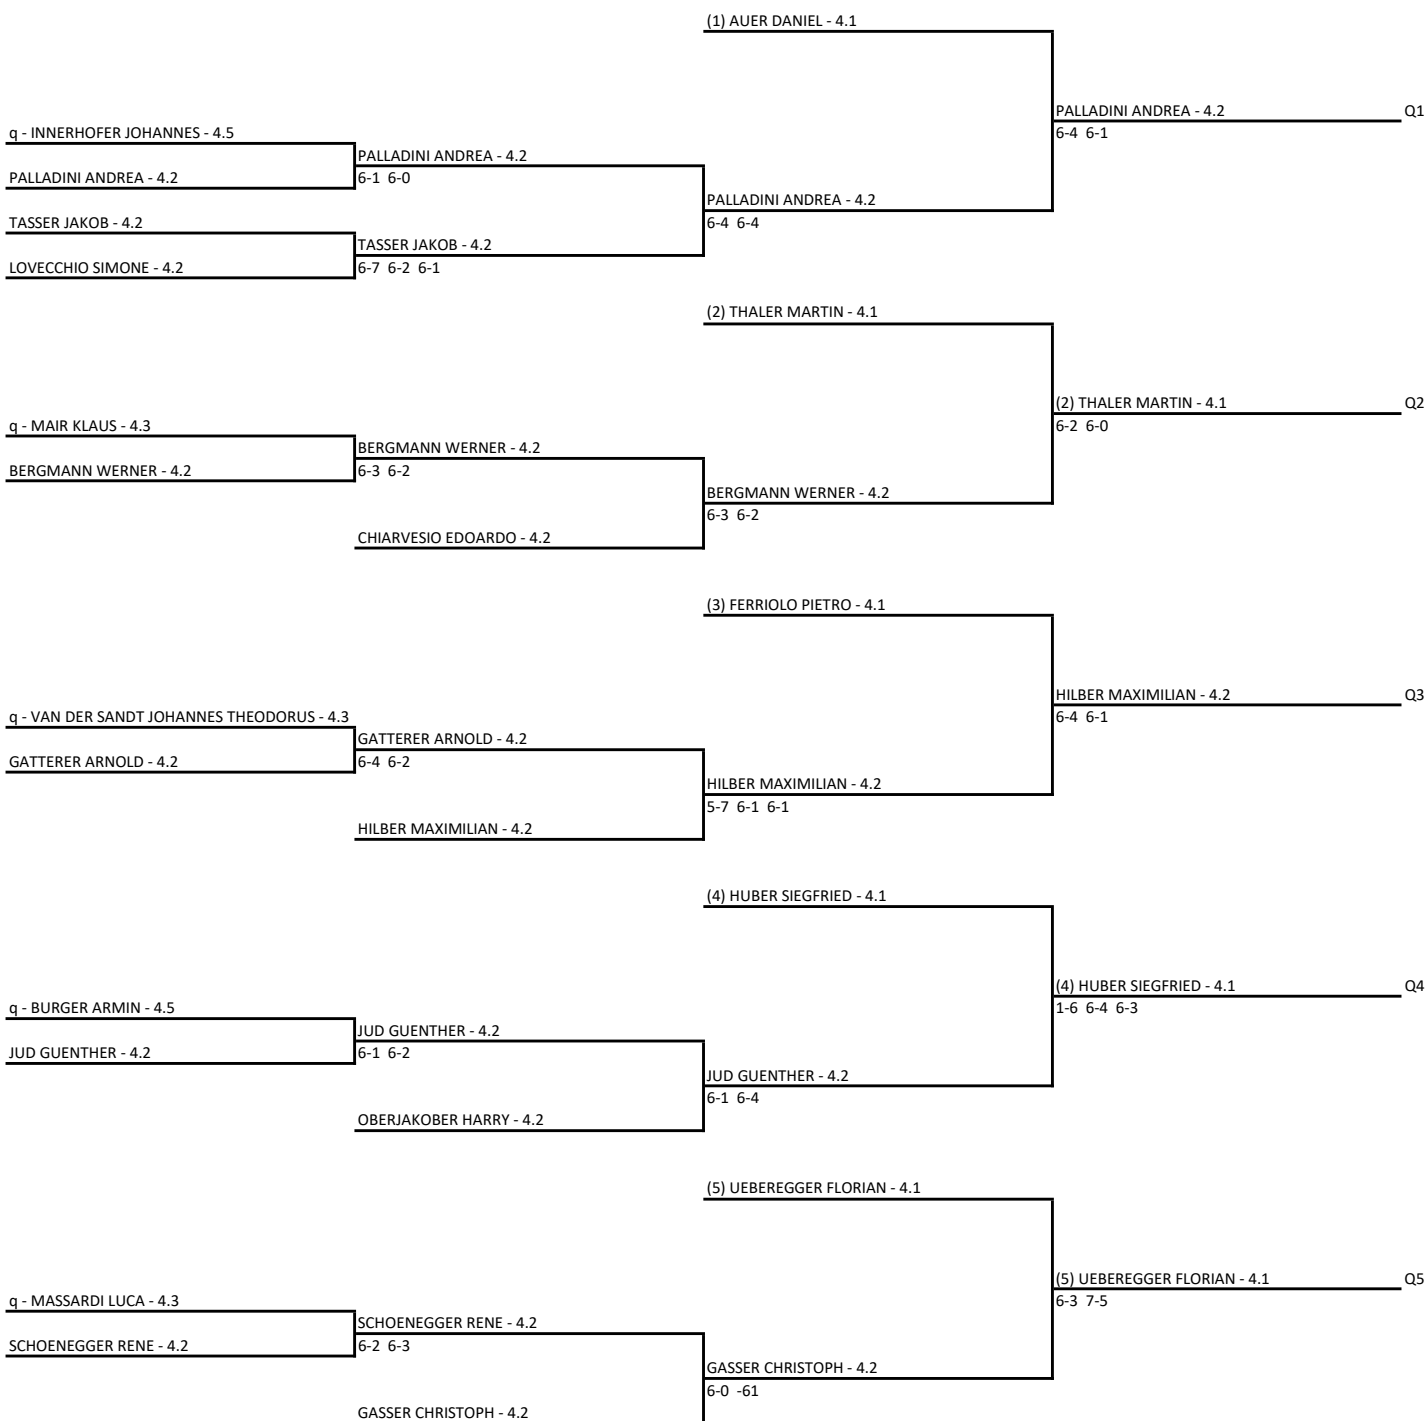 (1) AUER DANIEL - 4.1
PALLADINI ANDREA - 4.2
Q1
6-4 6-1
q - INNERHOFER JOHANNES - 4.5
PALLADINI ANDREA - 4.2
6-1 6-0
PALLADINI ANDREA - 4.2
PALLADINI ANDREA - 4.2
6-4 6-4
TASSER JAKOB - 4.2
TASSER JAKOB - 4.2
6-7 6-2 6-1
LOVECCHIO SIMONE - 4.2
(2) THALER MARTIN - 4.1
(2) THALER MARTIN - 4.1
Q2
6-2 6-0
q - MAIR KLAUS - 4.3
BERGMANN WERNER - 4.2
6-3 6-2
BERGMANN WERNER - 4.2
BERGMANN WERNER - 4.2
6-3 6-2
CHIARVESIO EDOARDO - 4.2
(3) FERRIOLO PIETRO - 4.1
HILBER MAXIMILIAN - 4.2
Q3
6-4 6-1
q - VAN DER SANDT JOHANNES THEODORUS - 4.3
GATTERER ARNOLD - 4.2
6-4 6-2
GATTERER ARNOLD - 4.2
HILBER MAXIMILIAN - 4.2
5-7 6-1 6-1
HILBER MAXIMILIAN - 4.2
(4) HUBER SIEGFRIED - 4.1
(4) HUBER SIEGFRIED - 4.1
Q4
1-6 6-4 6-3
q - BURGER ARMIN - 4.5
JUD GUENTHER - 4.2
6-1 6-2
JUD GUENTHER - 4.2
JUD GUENTHER - 4.2
6-1 6-4
OBERJAKOBER HARRY - 4.2
(5) UEBEREGGER FLORIAN - 4.1
(5) UEBEREGGER FLORIAN - 4.1
Q5
6-3 7-5
q - MASSARDI LUCA - 4.3
SCHOENEGGER RENE - 4.2
6-2 6-3
SCHOENEGGER RENE - 4.2
GASSER CHRISTOPH - 4.2
6-0 -61
GASSER CHRISTOPH - 4.2